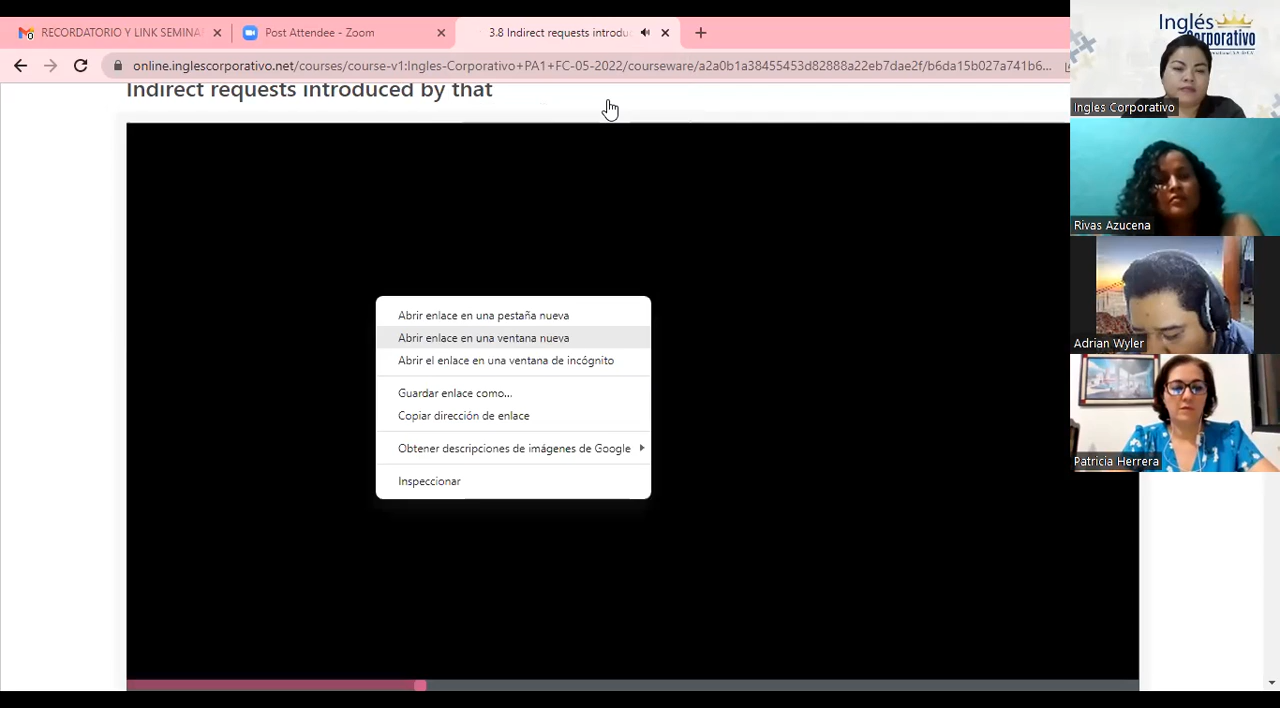 RECORDATORIO Y LINK SEMINA
Post Attendee - Zoom
3.8 Indirect requests introdu
online.inglescorporativo.net/courses/course-v1:Ingles-Corporativo
FC-05-2022/courseware/a2a0b1a38455453392888a22eb7dae2f/b6da15b027a741b6...
Indirect requests introduced by that
Abrir enlace en una pestaña nueva
Abrir enlace en una ventana nueva
Abrir el enlace en una ventana de incógnito
Guardar enlace como...
Copiar dirección de enlace
Obtener descripciones de imágenes de Google
Inspeccionar
Inglés
Corporativo
Ingles Corporativo
Rivas Azucena
Adrian Wyler
Patricia Herrera